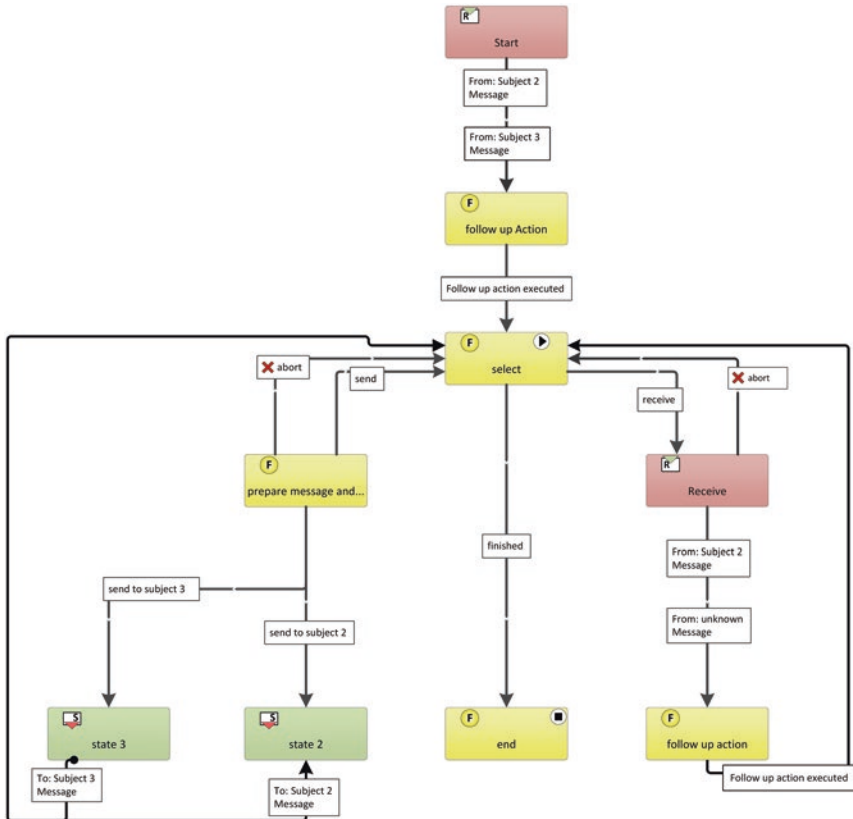 R
Start
From: Subject 2
Message
From: Subject 3
Message
F
follow up Action
Follow up action executed
F
select
abort
send
receive
abort
F
prepare message and...
R
Receive
finished
From: Subject 2
Message
send to subject 3
From: unknown
Message
send to subject 2
S
state 3
S
state 2
F
end
F
follow up action
To: Subject 3
Message
To: Subject 2
Message
Follow up action executed